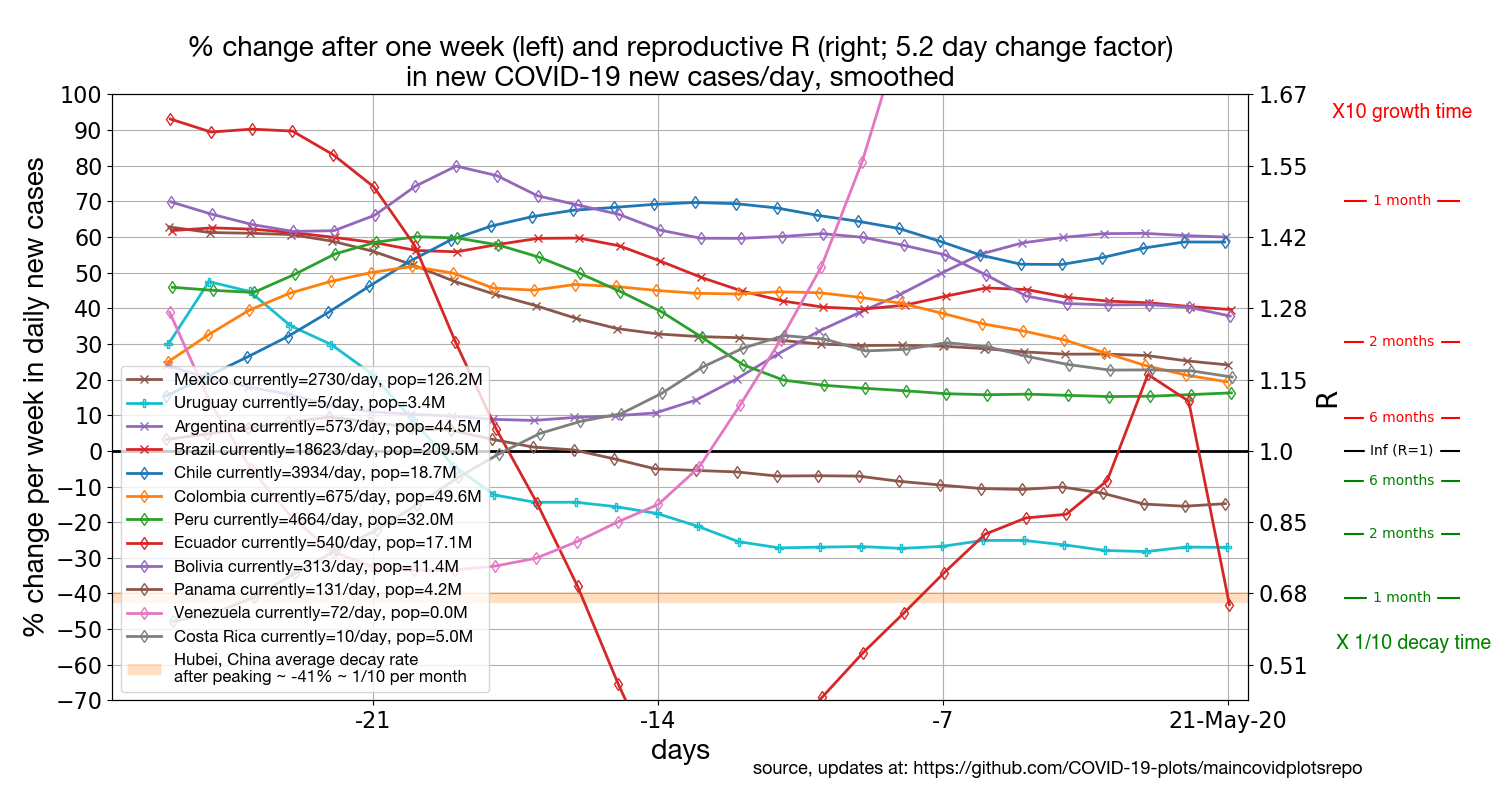 % change after one week (left) and reproductive R (right; 5.2 day change factor)
in new COVID-19 new cases/day, smoothed
% change per week in daily new cases
100
90
80
70
60
50
40
30
20
10
0
−10
−20
−30
−40
−50
−60
−70
Mexico currently=2730/day, pop=126.2M
Uruguay currently=5/day, pop=3.4M
Argentina currently=573/day, pop=44.5M
Brazil currently=18623/day, pop=209.5M
Chile currently=3934/day, pop=18.7M
Colombia currently=675/day, pop=49.6M
Peru currently=4664/day, pop=32.0M
Ecuador currently=540/day, pop=17.1M
Bolivia currently=313/day, pop=11.4M
Panama currently=131/day, pop=4.2M
Venezuela currently=72/day, pop=0.0M
Costa Rica currently=10/day, pop=5.0M
Hubei, China average decay rate
after peaking ~ -41% ~ 1/10 per month
-21
-14
-7
21-May-20
days
1.67
1.55
1.42
1.28
1.15
1.0
0.85
0.68
0.51
R
X10 growth time
1 month
2 months
6 months
Inf (R=1)
6 months
2 months
1 month
X 1/10 decay time
source, updates at: https://github.com/COVID-19-plots/maincovidplotsrepo